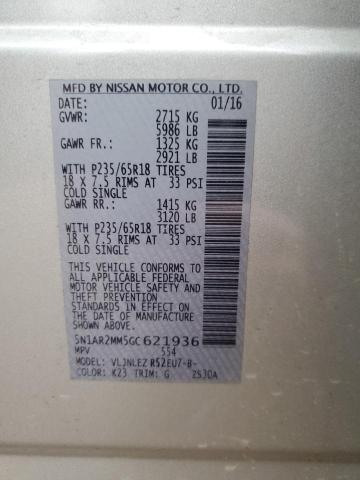 MFD BY NISSAN MOTOR CO., LTD.
DATE: 01/16
GVWR: 2715 KG
5986 LB
GAWR FR.: 1325 KG
2921 LB
WITH P235/65R18 TIRES
18 X 7.5 RIMS AT 33 PSI
COLD SINGLE
GAWR RR.: 1415 KG
3120 LB
WITH P235/65R18 TIRES
18 X 7.5 RIMS AT 33 PSI
COLD SINGLE
THIS VEHICLE CONFORMS TO
ALL APPLICABLE FEDERAL
MOTOR VEHICLE SAFETY AND
THEFT PREVENTION
STANDARDS IN EFFECT ON
THE DATE OF MANUFACTURE
SHOWN ABOVE
5N1AR2MM5GC621936
MPV 554
MODEL: VLJNLEZ R52EU7-B-
COLOR: K23 TRIM: G 2530A